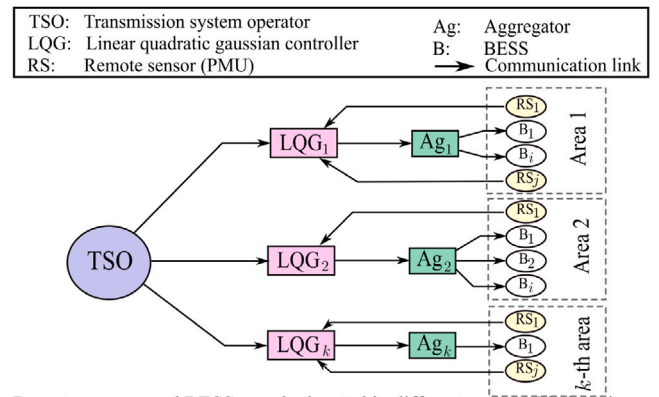 TSO: Transmission system operator
LQG: Linear quadratic gaussian controller
RS: Remote sensor (PMU)
Ag: Aggregator
B: BESS
Communication link
TSO
LQG1
Ag1
RS1
B1
Bi
RSj
Area 1
LQG2
Ag2
RS1
B1
B2
Bi
Area 2
LQGk
Agk
RS1
B1
RSj
k-th area